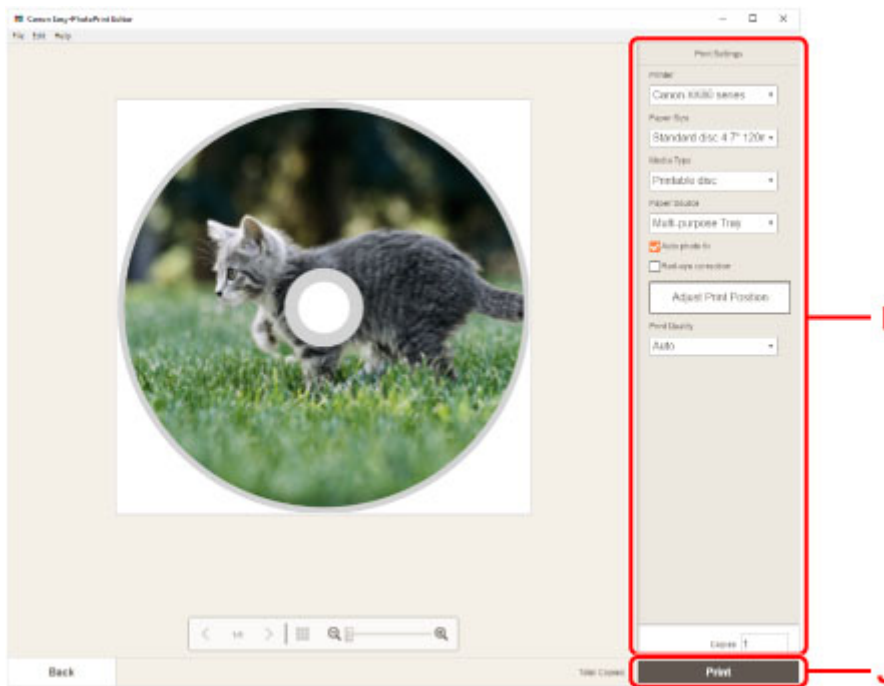 Canon Easy-PhotoPrint Editor
File Edit Help
Print Settings
Printer
Canon XK80 series
Paper Size
Standard disc 4.7" 120m
Media Type
Printable disc
Paper Source
Multi-purpose Tray
Auto photo fix
Red-eye correction
Adjust Print Position
Print Quality
Auto
Copies 1
Back
Total Copies
Print